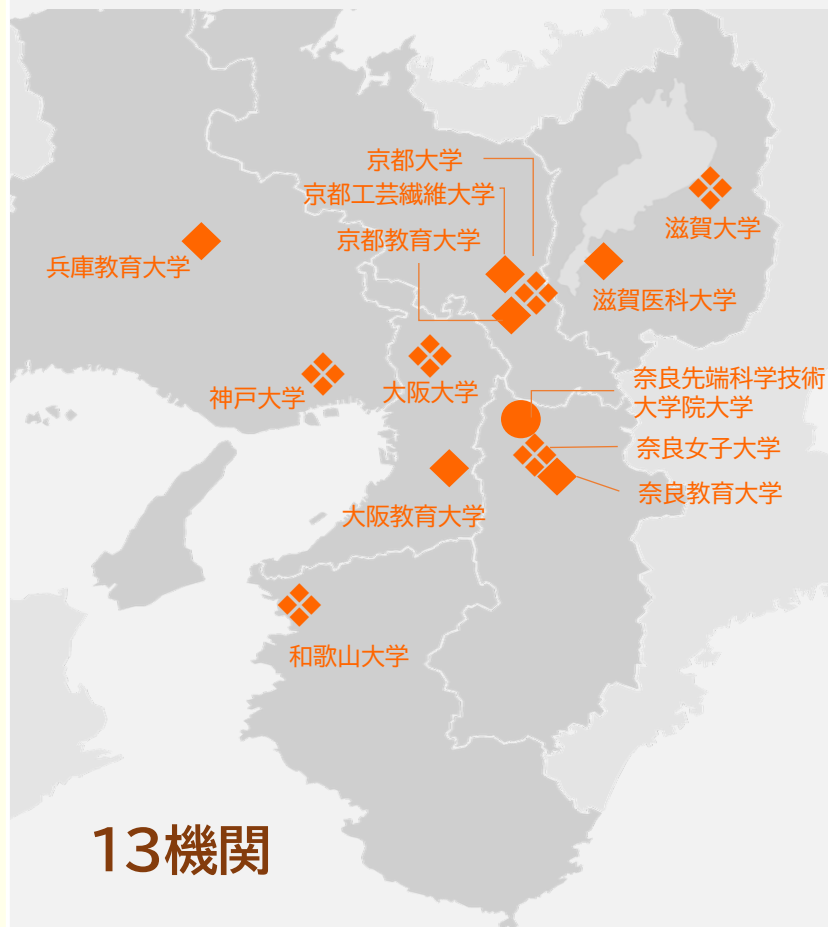 京都大学
京都工芸繊維大学
京都教育大学
滋賀大学
兵庫教育大学
滋賀医科大学
神戸大学
大阪大学
奈良先端科学技術
大学院大学
奈良女子大学
奈良教育大学
大阪教育大学
和歌山大学
13機関